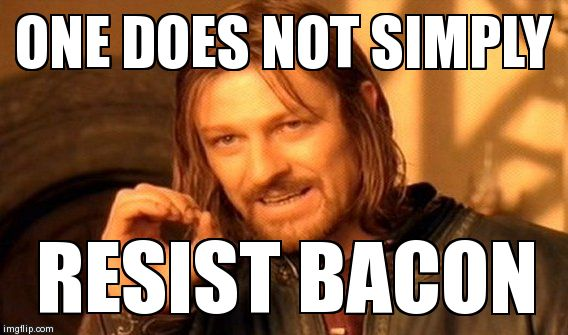 ONE DOES NOT SIMPLY
RESIST BACON
imgflip.com